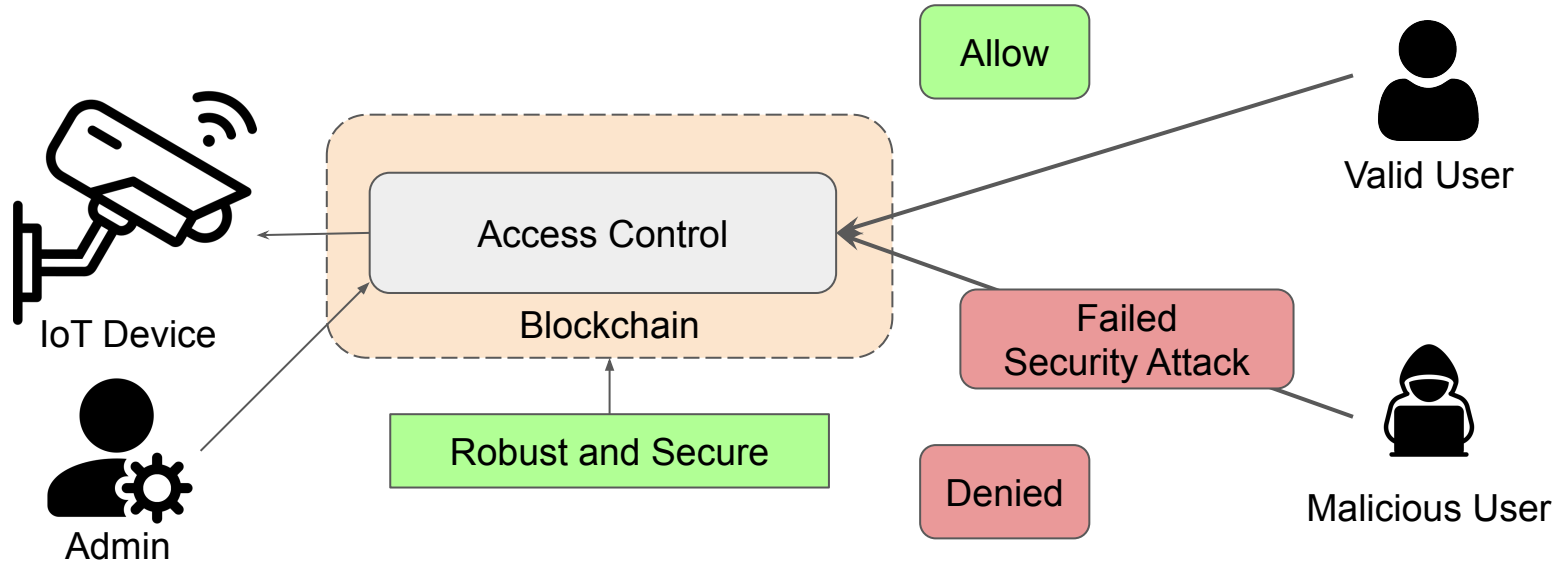 Allow
Valid User
Access Control
Blockchain
IoT Device
Failed
Security Attack
Robust and Secure
Denied
Malicious User
Admin